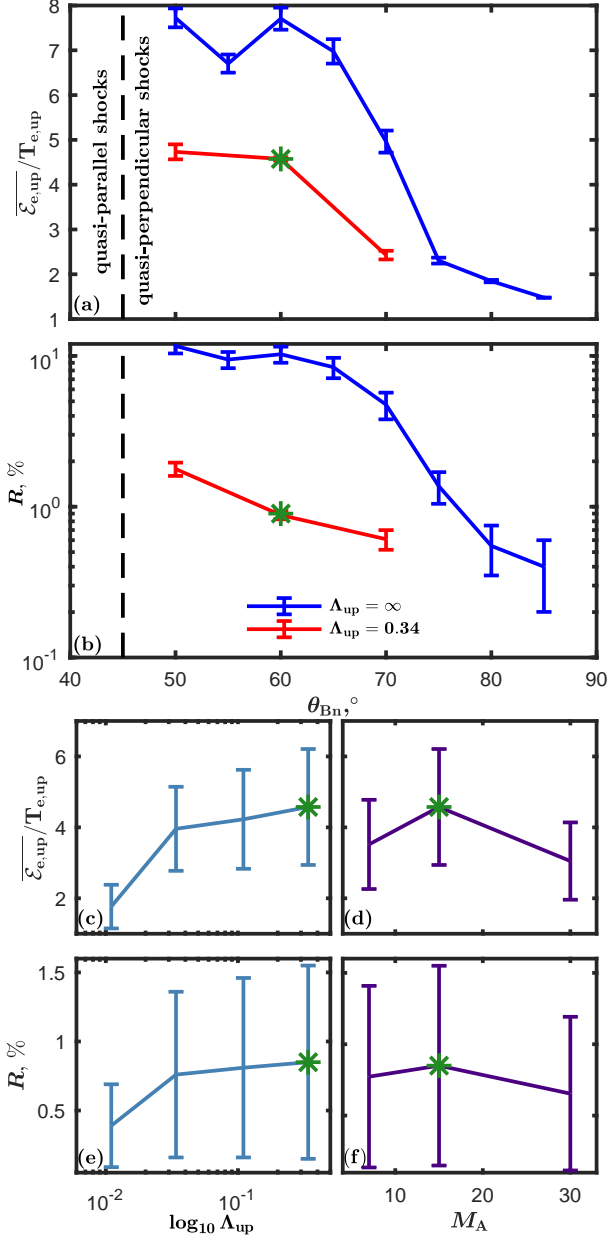 8
7
6
5
4
3
2
1
ℰ̅e,up/Te,up
quasi-parallel shocks
quasi-perpendicular shocks
(a)
10¹
10⁰
10⁻¹
R, %
Λup = ∞
Λup = 0.34
(b)
40 50 60 70 80 90
θBn,°
6
4
2
ℰ̅e,up/Te,up
(c)
(d)
1.5
1
0.5
R, %
(e)
(f)
10⁻² 10⁻¹
10 20 30
log₁₀ Λup
MA